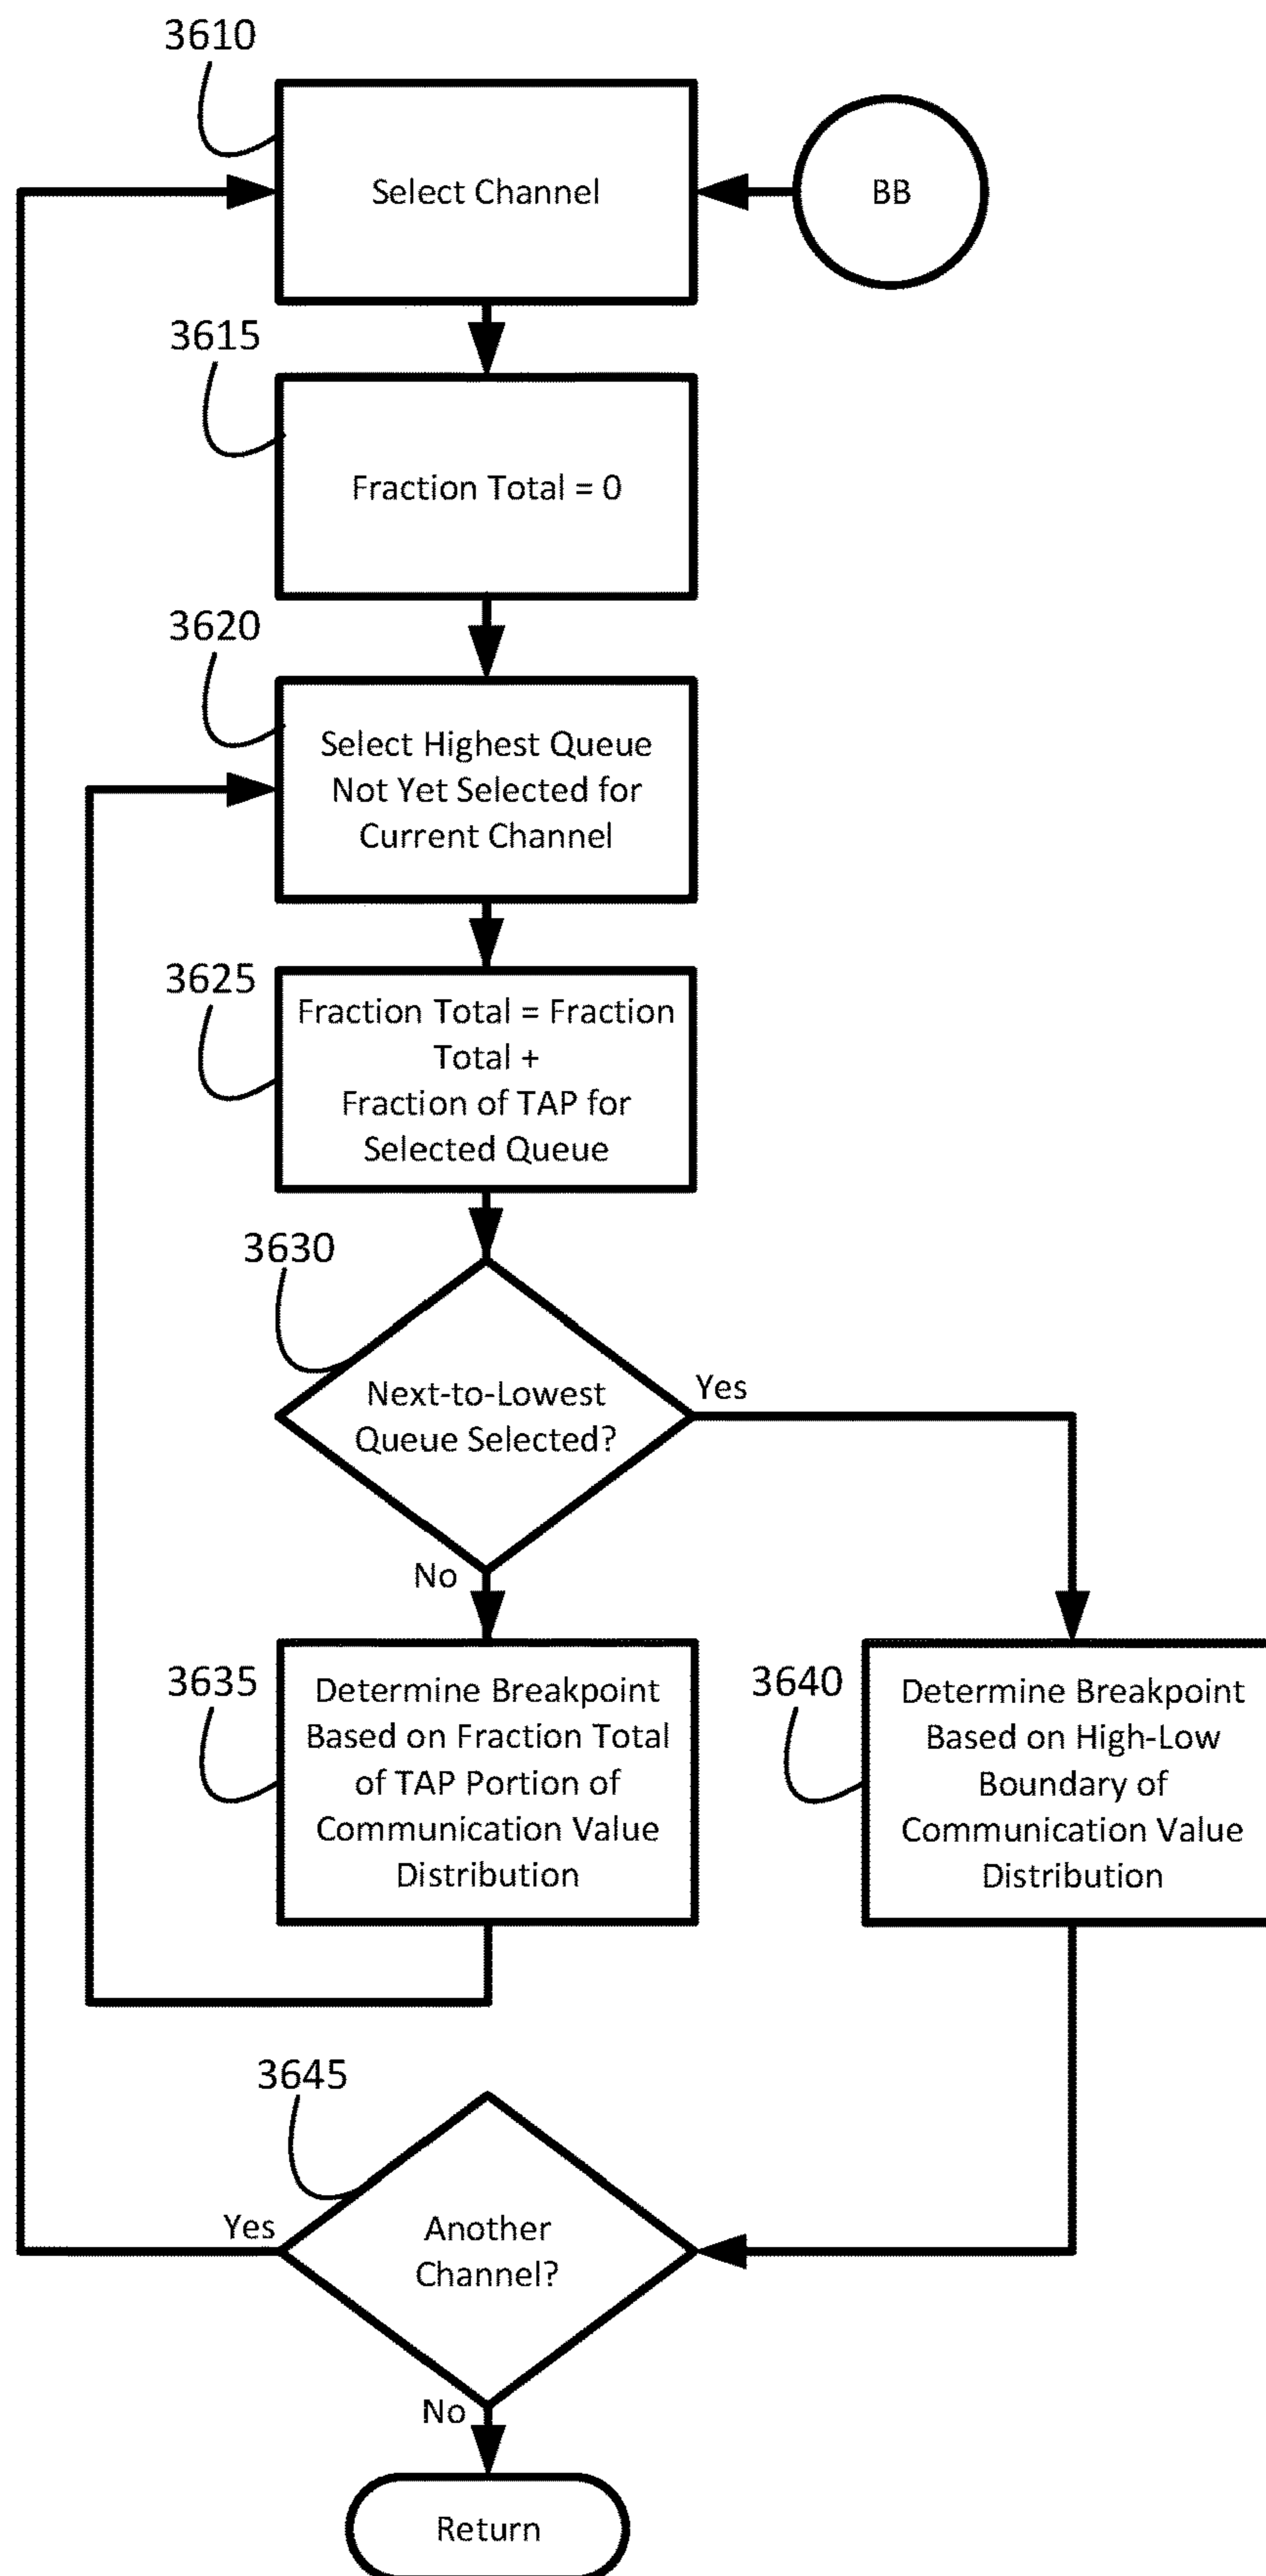 3610
Select Channel
BB
3615
Fraction Total = 0
3620
Select Highest Queue
Not Yet Selected for
Current Channel
3625
Fraction Total = Fraction
Total +
Fraction of TAP for
Selected Queue
3630
Next-to-Lowest
Queue Selected?
Yes
No
3635
Determine Breakpoint
Based on Fraction Total
of TAP Portion of
Communication Value
Distribution
3640
Determine Breakpoint
Based on High-Low
Boundary of
Communication Value
Distribution
3645
Yes
Another
Channel?
No
Return